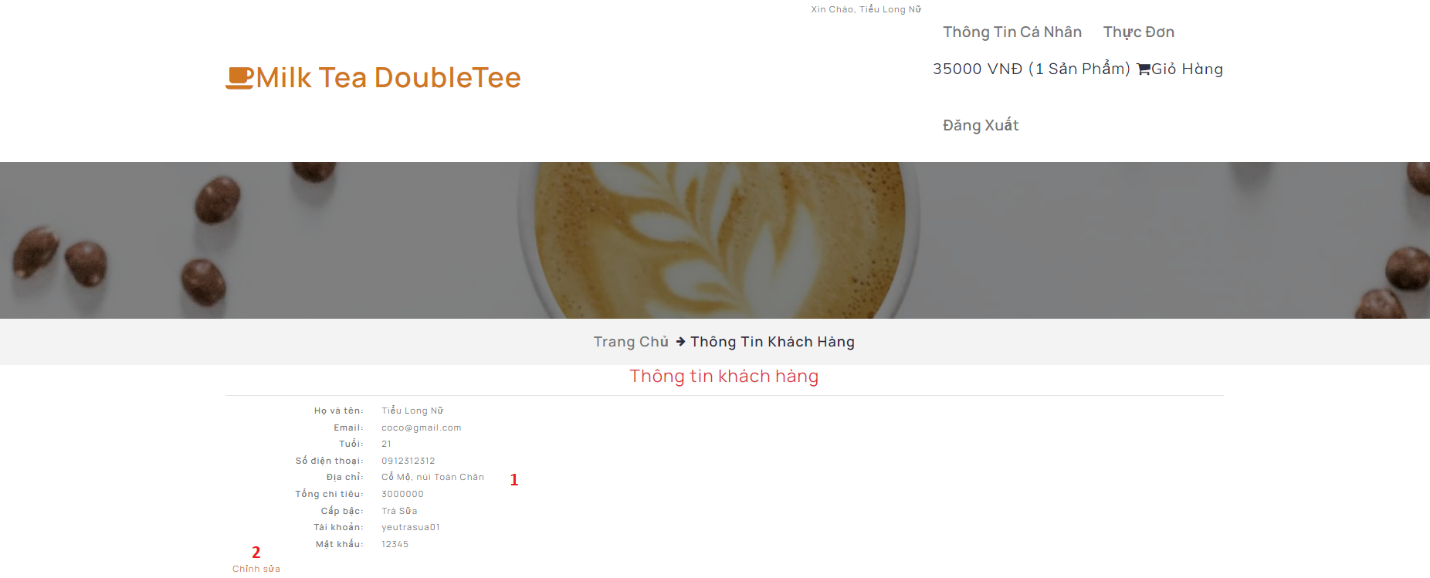 Xin Chào, Tiểu Long Nữ
Thông Tin Cá Nhân Thực Đơn
Milk Tea DoubleTee
35000 VNĐ (1 Sản Phẩm) Giỏ Hàng
Đăng Xuất
Trang Chủ Thông Tin Khách Hàng
Thông tin khách hàng
Họ và tên: Tiểu Long Nữ
Email: coco@gmail.com
Tuổi: 21
Số điện thoại: 0912312312
Địa chỉ: Cổ Mộ, núi Toàn Chân
1
Tổng chi tiêu: 3000000
Cấp bậc: Trà Sữa
Tài khoản: yeutrasua01
Mật khẩu: 12345
2
Chỉnh sửa